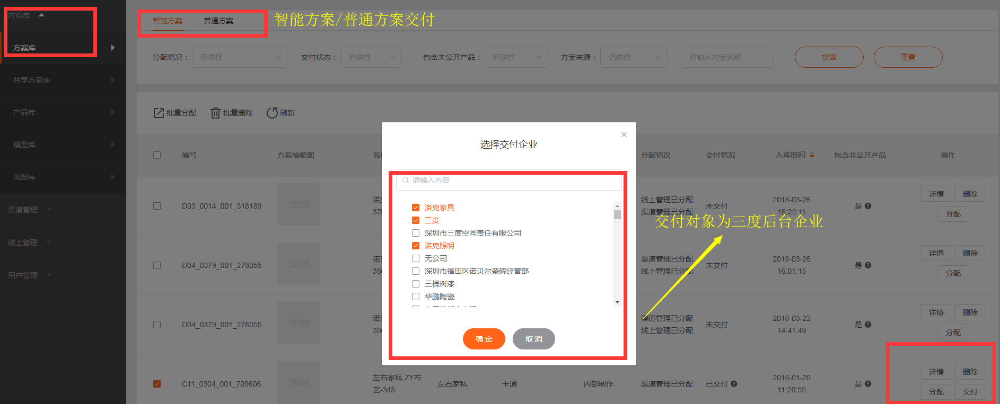 内容库
方案库
共享方案库
产品库
模型库
贴图库
渠道管理
线上管理
用户管理
智能方案 普通方案
智能方案/普通方案交付
分配情况： 请选择 交付状态： 请选择 包含未公开产品： 请选择 方案来源： 请选择 请输入方案名称 搜索 重置
批量分配 批量删除 刷新
编号 方案缩略图 分配情况 交付情况 入库时间 包含非公开产品 操作
D03_0014_001_318189 诺 线上管理已分配 渠道管理已分配 未交付 2018-03-26 16:25:11 是 详情 删除 分配
D04_0379_001_278055 诺 渠道管理已分配 线上管理已分配 未交付 2018-03-26 16:01:15 是 详情 删除 分配
D04_0379_001_278055 诺 渠道管理已分配 线上管理已分配 未交付 2018-03-22 14:41:49 是 详情 删除 分配
C11_0304_001_709606 左右家私.ZY布艺-348 左右家私 卡通 内部制作 渠道管理已分配 已交付 2018-01-20 11:20:55 是 详情 删除 分配 交付
选择交付企业
请输入内容
洛克家具
三度
深圳市三度空间责任有限公司
诺克照明
无公司
深圳市福田区诺贝尔瓷砖经营部
三棵树漆
华鹏陶瓷
确定 取消
交付对象为三度后台企业